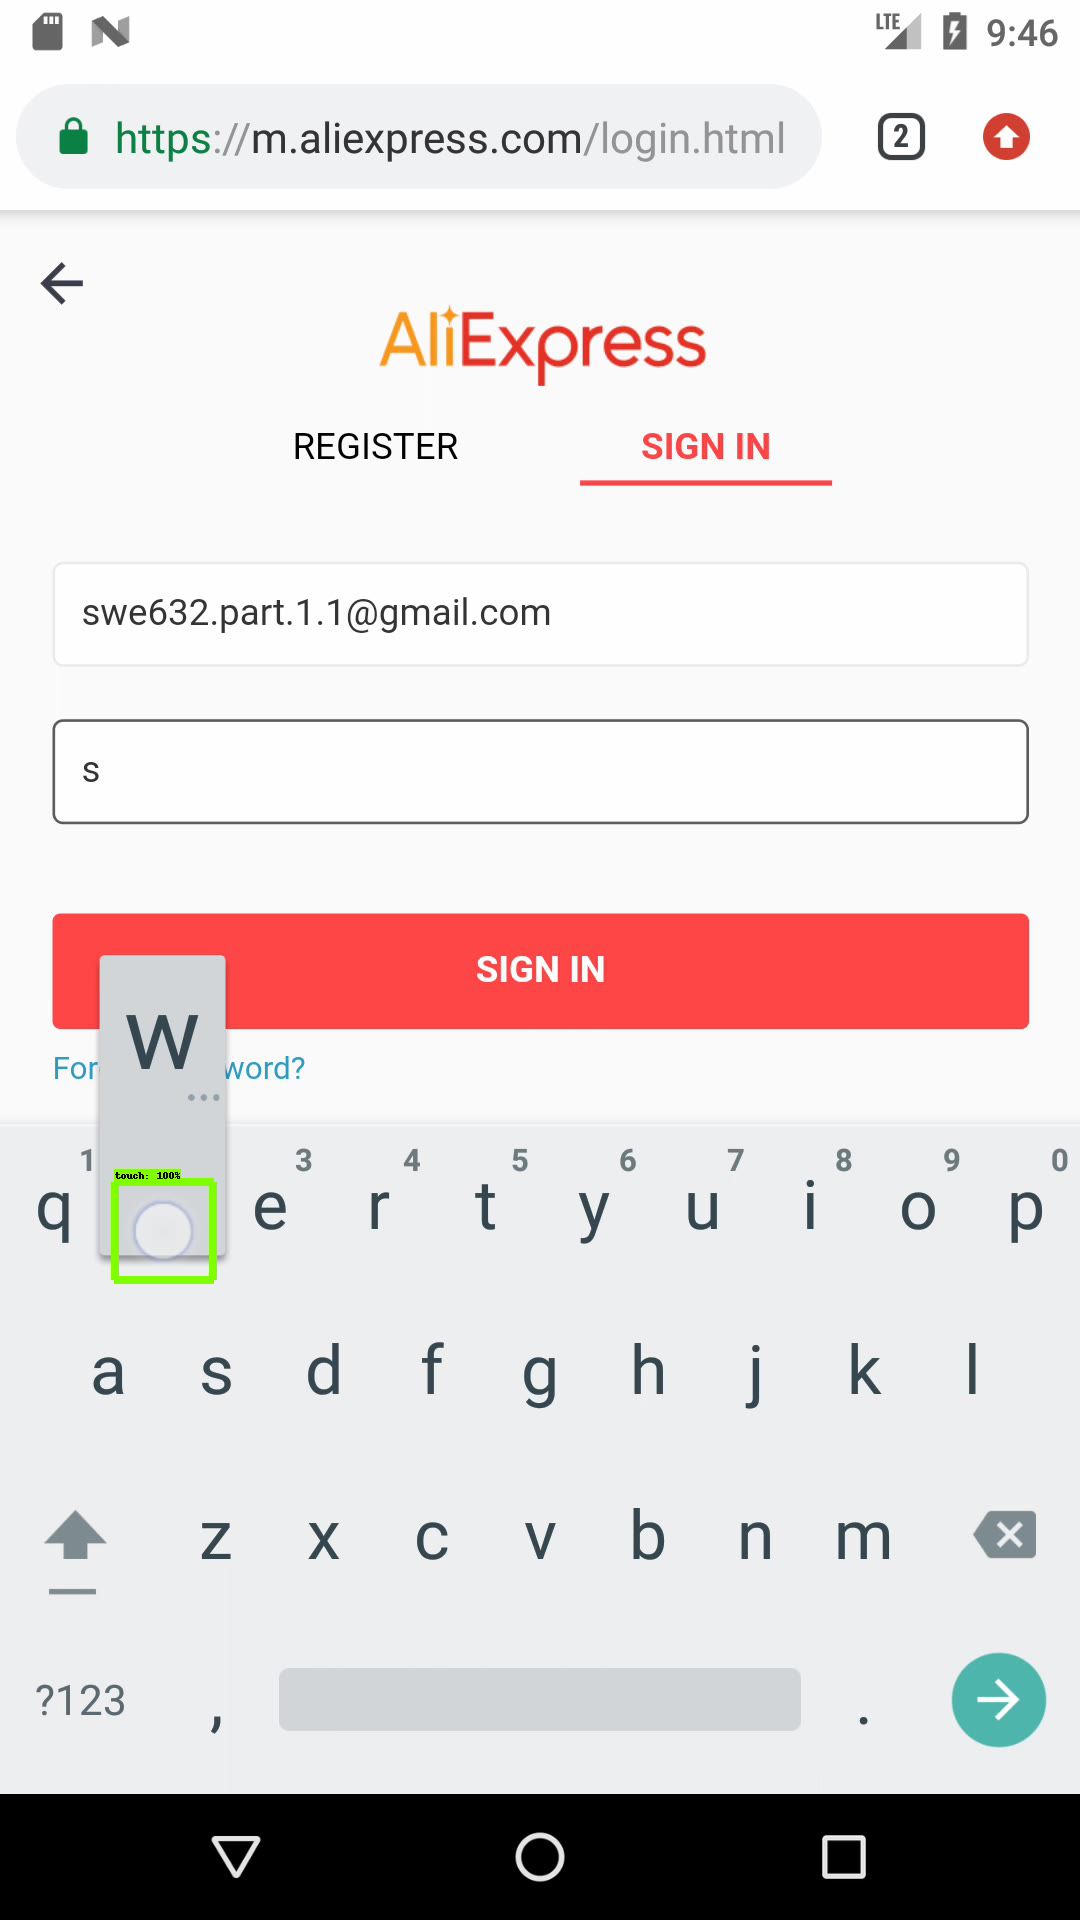 LTE 9:46
https://m.aliexpress.com/login.html 2
AliExpress
REGISTER SIGN IN
swe632.part.1.1@gmail.com
s
SIGN IN
w
For word?
...
1 3 4 5 6 7 8 9 0
touch: 100%
q e r t y u i o p
a s d f g h j k l
z x c v b n m
?123 , .